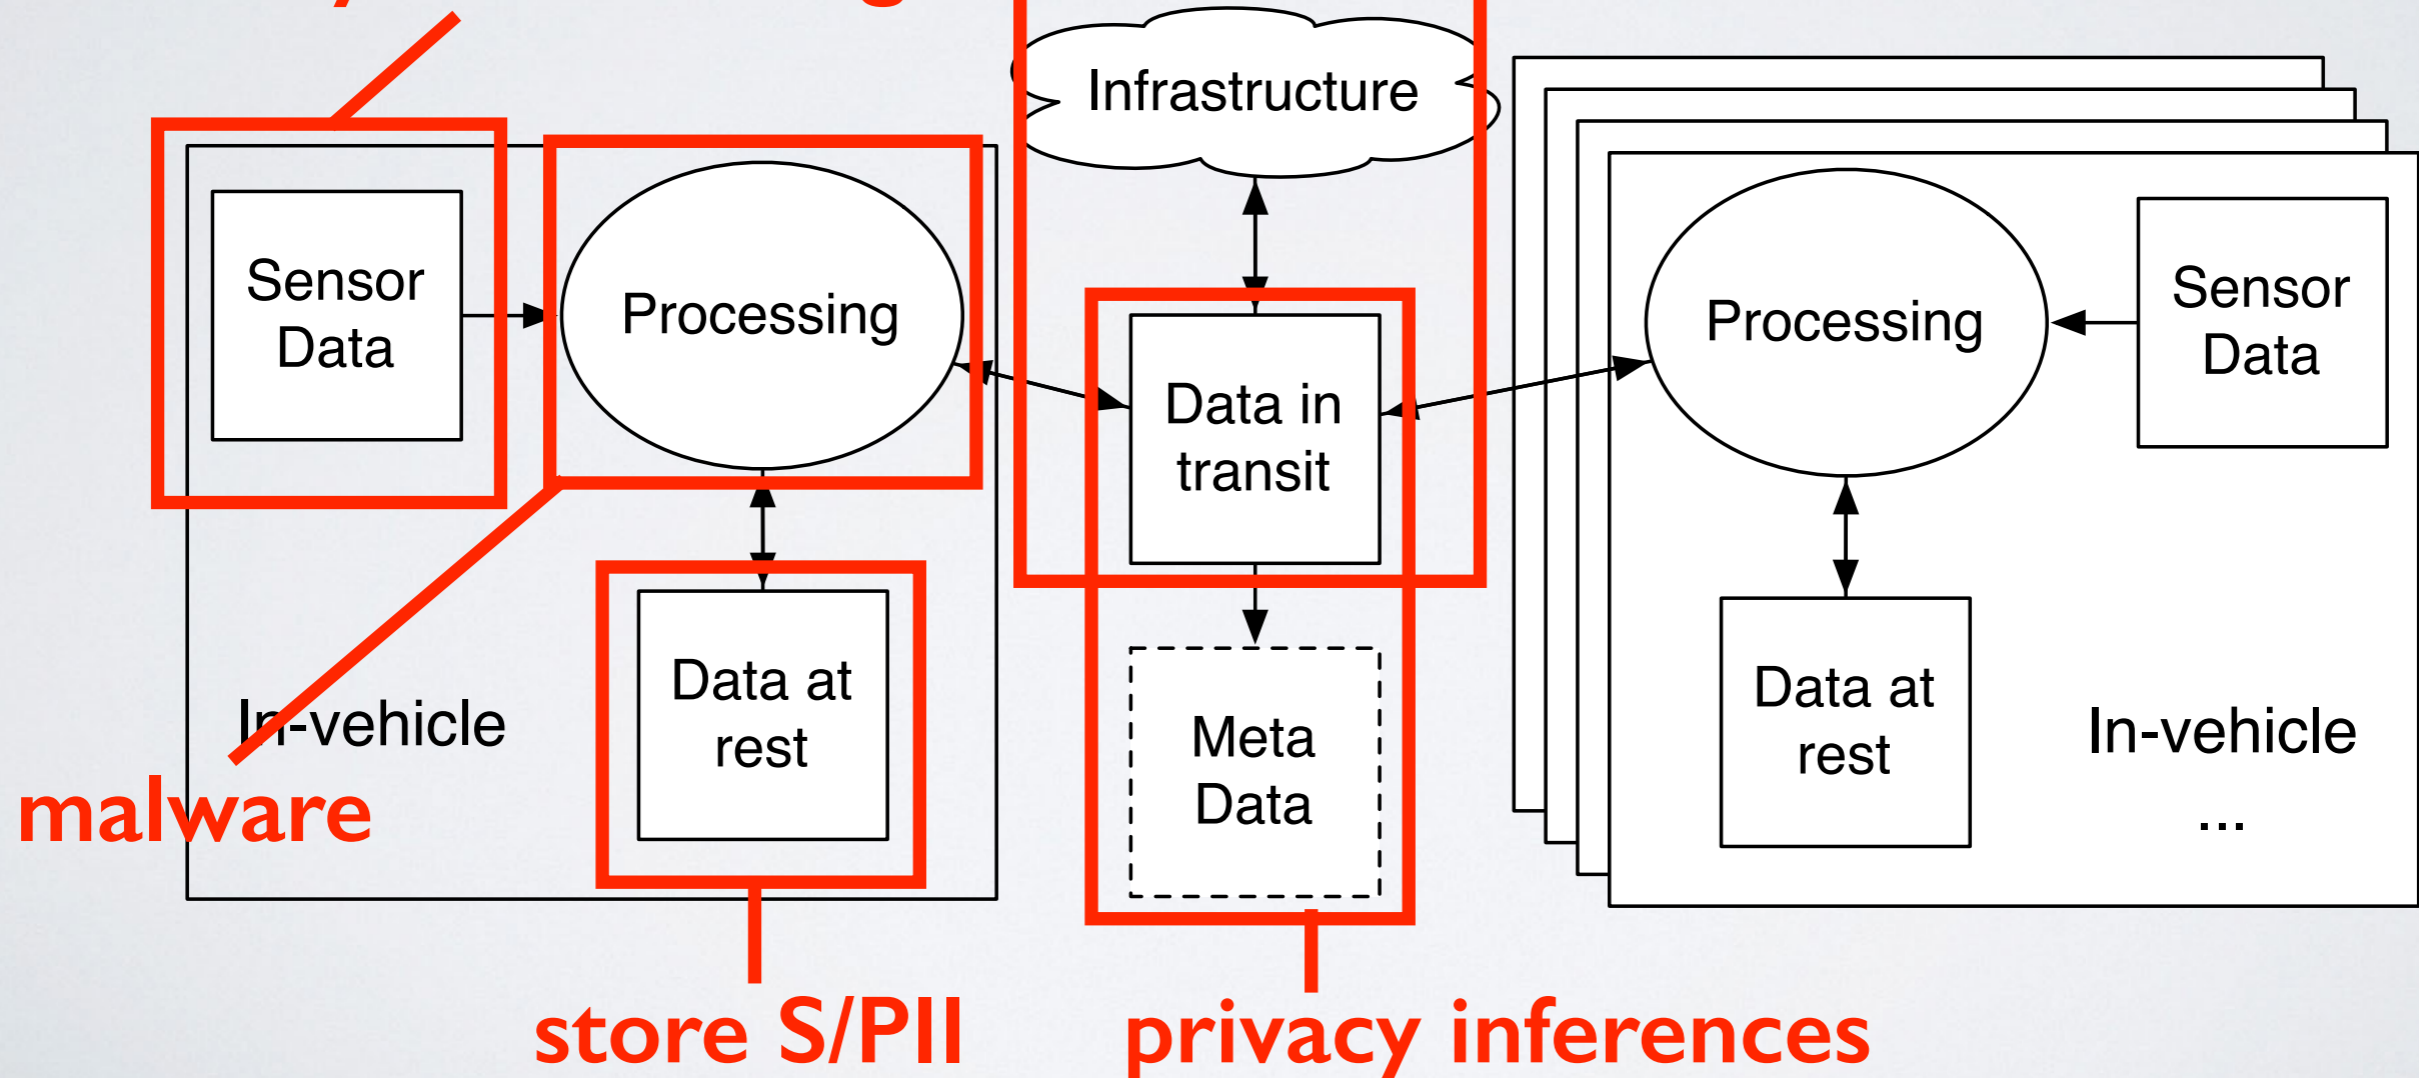 Infrastructure
Sensor
Data
Processing
Data in
transit
Processing
Sensor
Data
In-vehicle
Data at
rest
Meta
Data
Data at
rest
In-vehicle
...
malware
store S/PII
privacy inferences